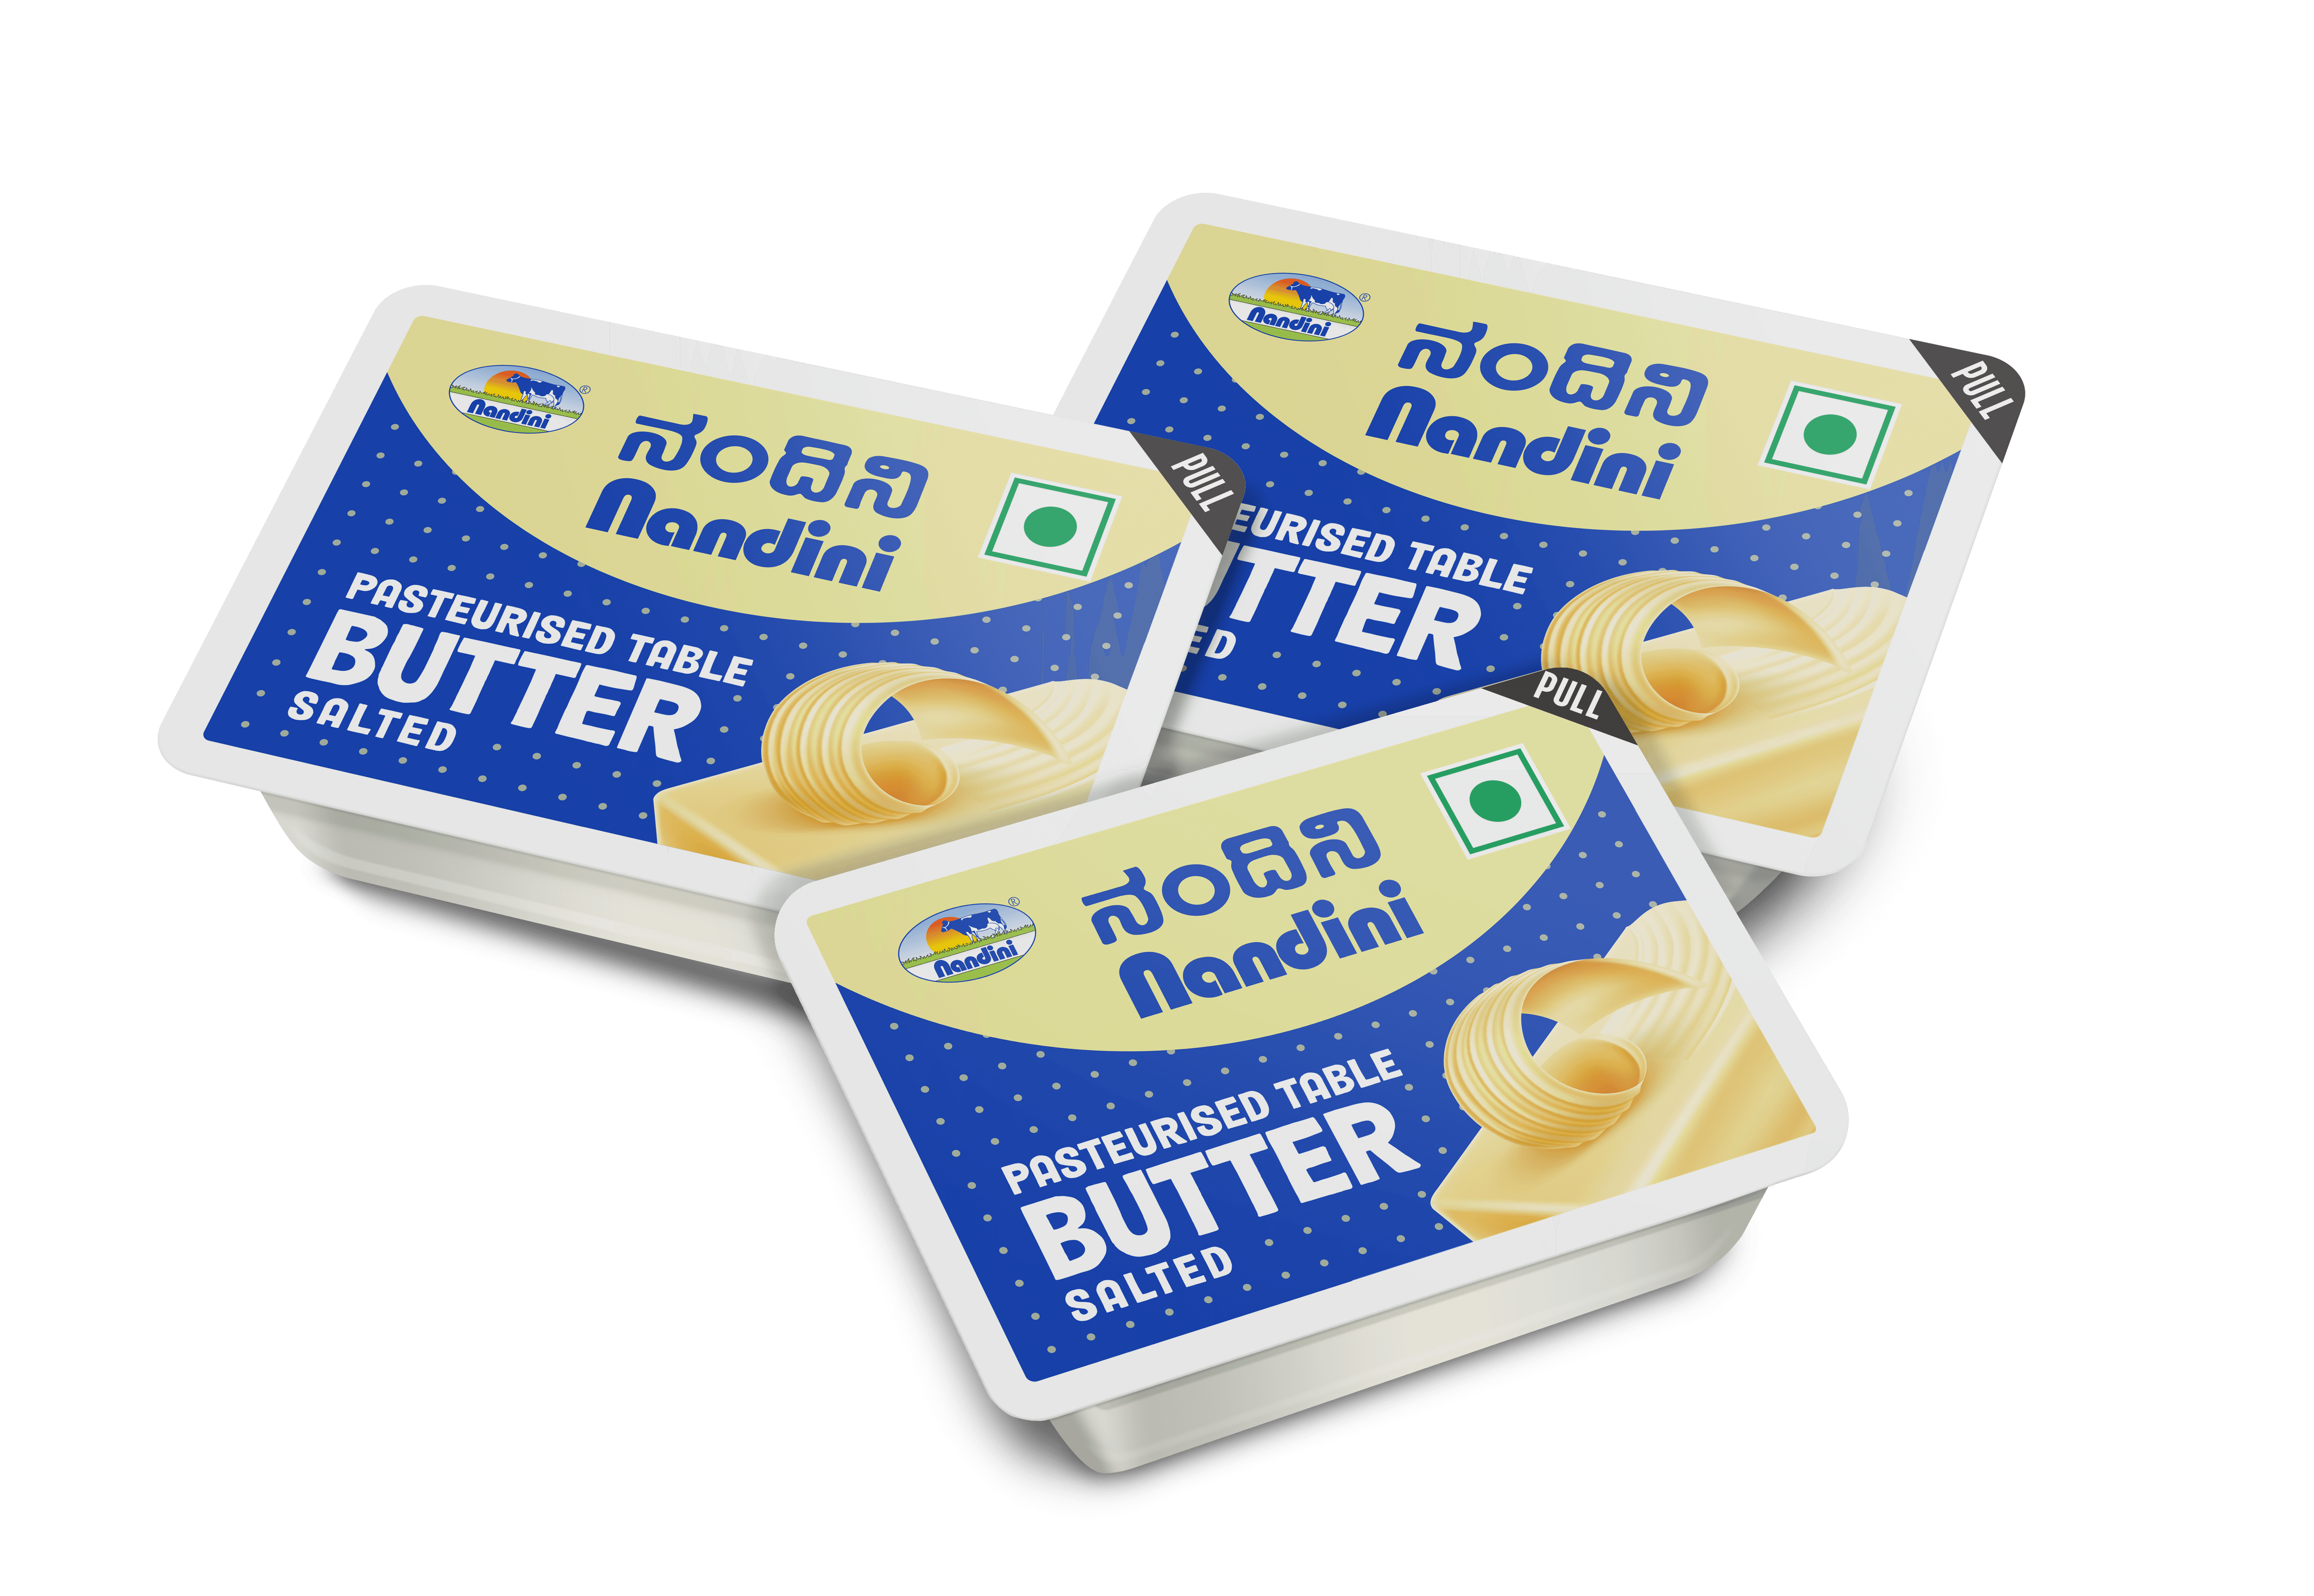 Nandini
®
ನಂದಿನಿ
Nandini
PULL
PASTEURISED TABLE
BUTTER
SALTED
Nandini
®
ನಂದಿನಿ
Nandini
PULL
EURISED TABLE
TTER
ED
Nandini
®
ನಂದಿನಿ
Nandini
PULL
PASTEURISED TABLE
BUTTER
SALTED